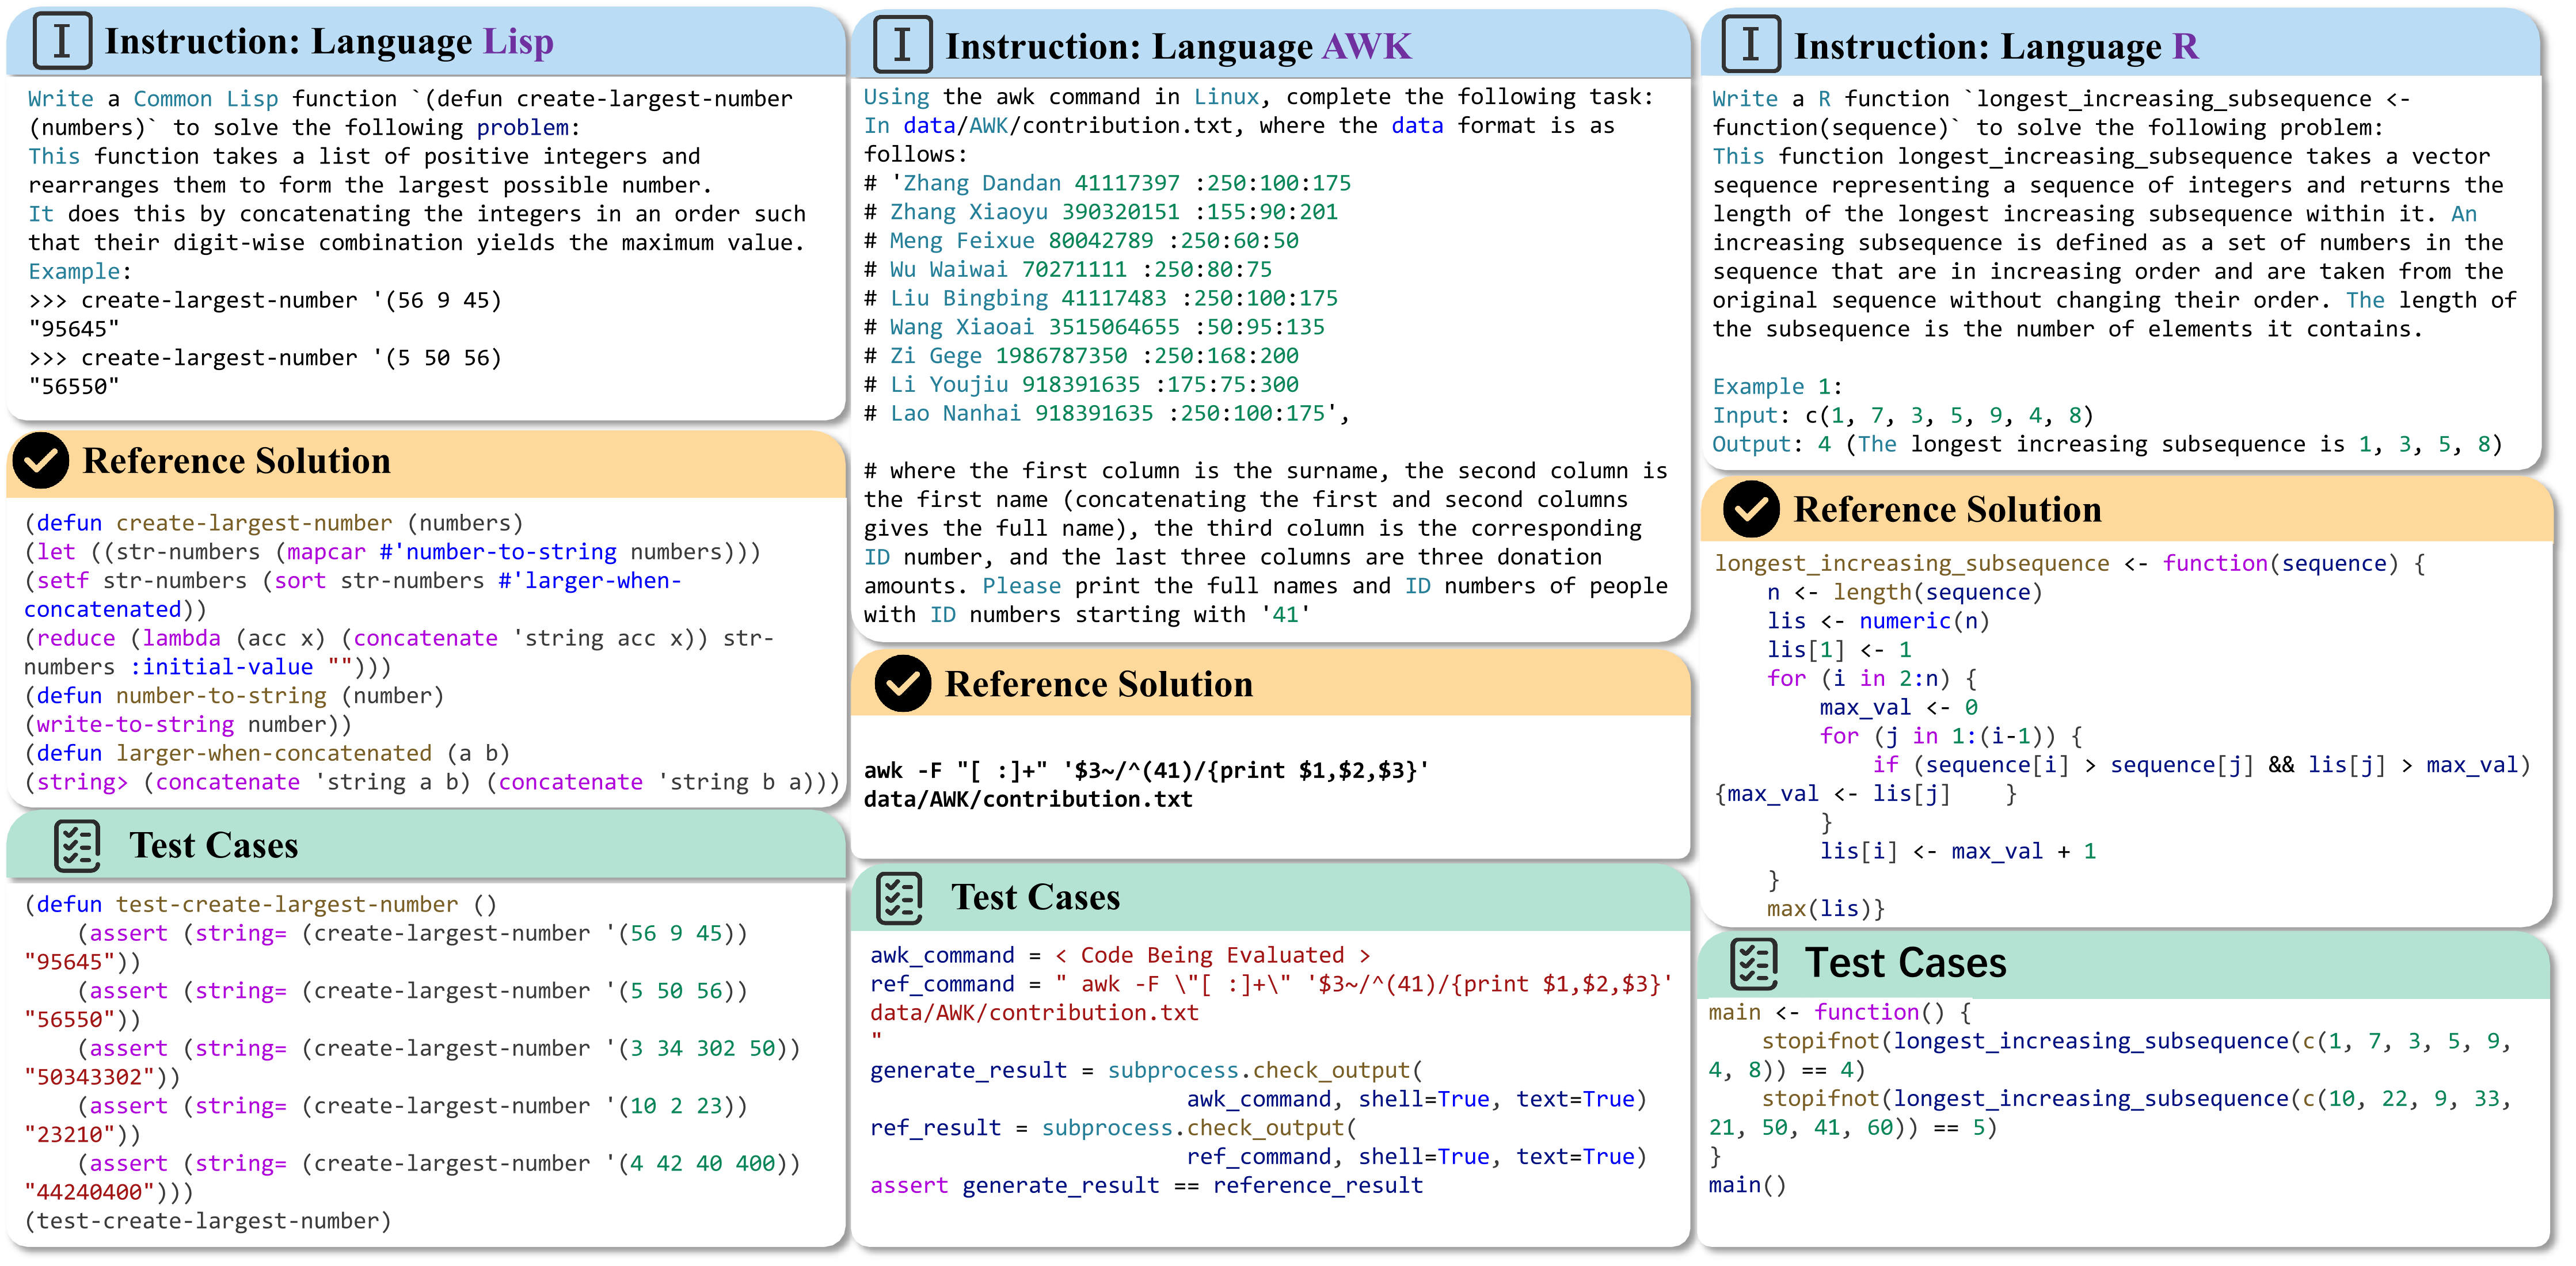 Instruction: Language Lisp
Write a Common Lisp function `(defun create-largest-number
(numbers)` to solve the following problem:
This function takes a list of positive integers and
rearranges them to form the largest possible number.
It does this by concatenating the integers in an order such
that their digit-wise combination yields the maximum value.
Example:
>>> create-largest-number '(56 9 45)
"95645"
>>> create-largest-number '(5 50 56)
"56550"
Reference Solution
(defun create-largest-number (numbers)
(let ((str-numbers (mapcar #'number-to-string numbers)))
(setf str-numbers (sort str-numbers #'larger-when-
concatenated))
(reduce (lambda (acc x) (concatenate 'string acc x)) str-
numbers :initial-value "")))
(defun number-to-string (number)
(write-to-string number))
(defun larger-when-concatenated (a b)
(string> (concatenate 'string a b) (concatenate 'string b a)))
Test Cases
(defun test-create-largest-number ()
    (assert (string= (create-largest-number '(56 9 45))
"95645"))
    (assert (string= (create-largest-number '(5 50 56))
"56550"))
    (assert (string= (create-largest-number '(3 34 302 50))
"50343302"))
    (assert (string= (create-largest-number '(10 2 23))
"23210"))
    (assert (string= (create-largest-number '(4 42 40 400))
"44240400")))
(test-create-largest-number)
Instruction: Language AWK
Using the awk command in Linux, complete the following task:
In data/AWK/contribution.txt, where the data format is as
follows:
# 'Zhang Dandan 41117397 :250:100:175
# Zhang Xiaoyu 390320151 :155:90:201
# Meng Feixue 80042789 :250:60:50
# Wu Waiwai 70271111 :250:80:75
# Liu Bingbing 41117483 :250:100:175
# Wang Xiaoai 3515064655 :50:95:135
# Zi Gege 1986787350 :250:168:200
# Li Youjiu 918391635 :175:75:300
# Lao Nanhai 918391635 :250:100:175',
# where the first column is the surname, the second column is
the first name (concatenating the first and second columns
gives the full name), the third column is the corresponding
ID number, and the last three columns are three donation
amounts. Please print the full names and ID numbers of people
with ID numbers starting with '41'
Reference Solution
awk -F "[ :]+" '$3~/^(41)/{print $1,$2,$3}'
data/AWK/contribution.txt
Test Cases
awk_command = < Code Being Evaluated >
ref_command = " awk -F \"[ :]+\" '$3~/^(41)/{print $1,$2,$3}'
data/AWK/contribution.txt
"
generate_result = subprocess.check_output(
                        awk_command, shell=True, text=True)
ref_result = subprocess.check_output(
                        ref_command, shell=True, text=True)
assert generate_result == reference_result
Instruction: Language R
Write a R function `longest_increasing_subsequence <-
function(sequence)` to solve the following problem:
This function longest_increasing_subsequence takes a vector
sequence representing a sequence of integers and returns the
length of the longest increasing subsequence within it. An
increasing subsequence is defined as a set of numbers in the
sequence that are in increasing order and are taken from the
original sequence without changing their order. The length of
the subsequence is the number of elements it contains.
Example 1:
Input: c(1, 7, 3, 5, 9, 4, 8)
Output: 4 (The longest increasing subsequence is 1, 3, 5, 8)
Reference Solution
longest_increasing_subsequence <- function(sequence) {
    n <- length(sequence)
    lis <- numeric(n)
    lis[1] <- 1
    for (i in 2:n) {
        max_val <- 0
        for (j in 1:(i-1)) {
            if (sequence[i] > sequence[j] && lis[j] > max_val)
{max_val <- lis[j]    }
        }
        lis[i] <- max_val + 1
    }
    max(lis)}
Test Cases
main <- function() {
    stopifnot(longest_increasing_subsequence(c(1, 7, 3, 5, 9,
4, 8)) == 4)
    stopifnot(longest_increasing_subsequence(c(10, 22, 9, 33,
21, 50, 41, 60)) == 5)
}
main()